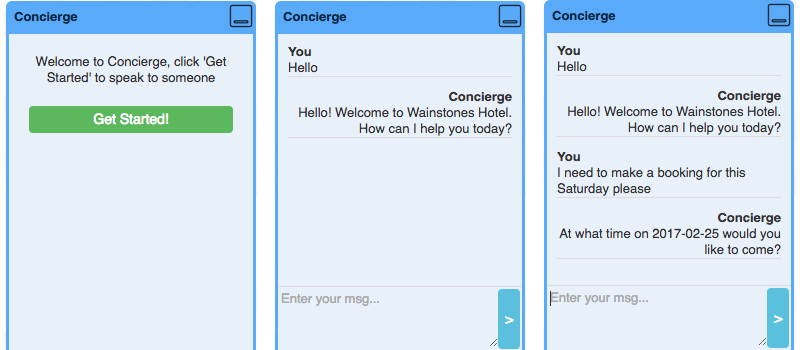 Concierge
Welcome to Concierge, click 'Get
Started' to speak to someone
Get Started!
Concierge
You
Hello
Concierge
Hello! Welcome to Wainstones Hotel.
How can I help you today?
Enter your msg...
>
Concierge
You
Hello
Concierge
Hello! Welcome to Wainstones Hotel.
How can I help you today?
You
I need to make a booking for this
Saturday please
Concierge
At what time on 2017-02-25 would you
like to come?
Enter your msg...
>